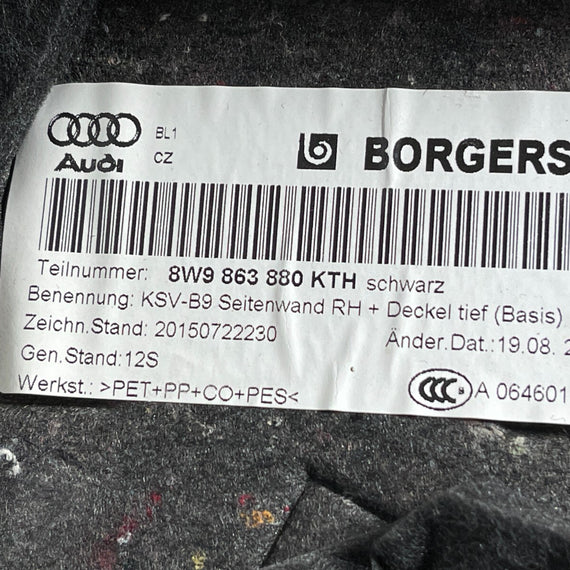 Audi
BL1
CZ
BORGERS
Teilnummer: 8W9 863 880 KTH schwarz
Benennung: KSV-B9 Seitenwand RH + Deckel tief (Basis)
Zeichn.Stand: 20150722230 Änder.Dat.:19.08.
Gen.Stand:12S
Werkst.: >PET+PP+CO+PES<
CCC S A 064601